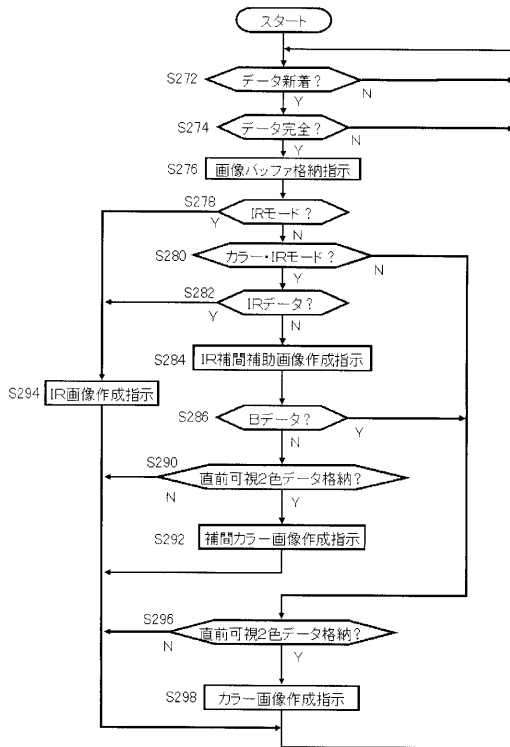 スタート
S272
データ新着?
N
Y
S274
データ完全?
N
Y
S276
画像バッファ格納指示
S278
IRモード?
Y
N
S280
カラー・IRモード?
N
Y
S282
IRデータ?
Y
N
S284
IR補間補助画像作成指示
S294
IR画像作成指示
S286
Bデータ?
Y
N
S290
直前可視2色データ格納?
N
Y
S292
補間カラー画像作成指示
S296
直前可視2色データ格納?
N
Y
S298
カラー画像作成指示